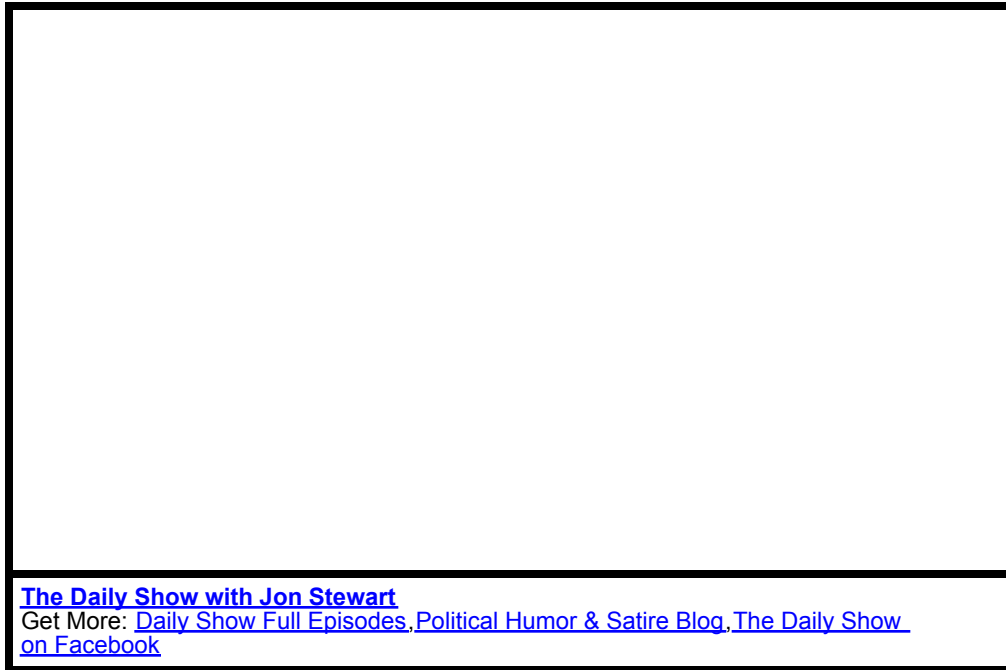 The Daily Show with Jon Stewart
Get More: Daily Show Full Episodes,Political Humor & Satire Blog,The Daily Show
on Facebook